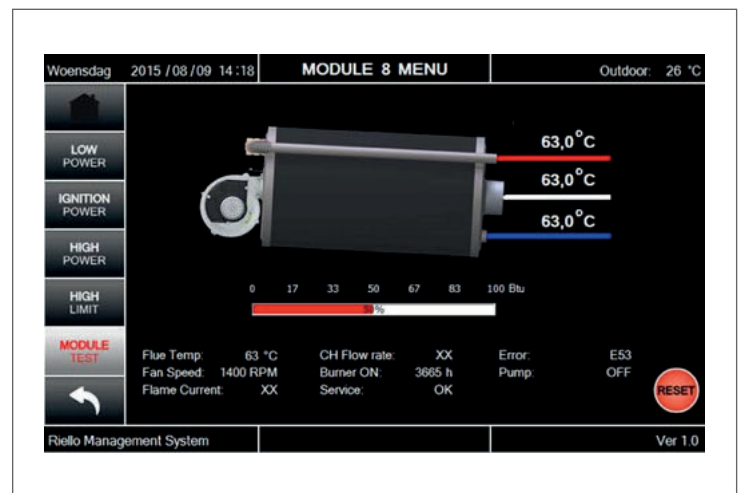 Woensdag 2015 / 08 / 09 14:18 MODULE 8 MENU Outdoor: 26 °C
LOW
POWER
IGNITION
POWER
HIGH
POWER
HIGH
LIMIT
MODULE
TEST
63,0°C
63,0°C
63,0°C
0 17 33 50 67 83 100 Btu
50%
Flue Temp: 63 °C CH Flow rate: XX Error: E53
Fan Speed: 1400 RPM Burner ON: 3665 h Pump: OFF
Flame Current: XX Service: OK
RESET
Riello Management System Ver 1.0